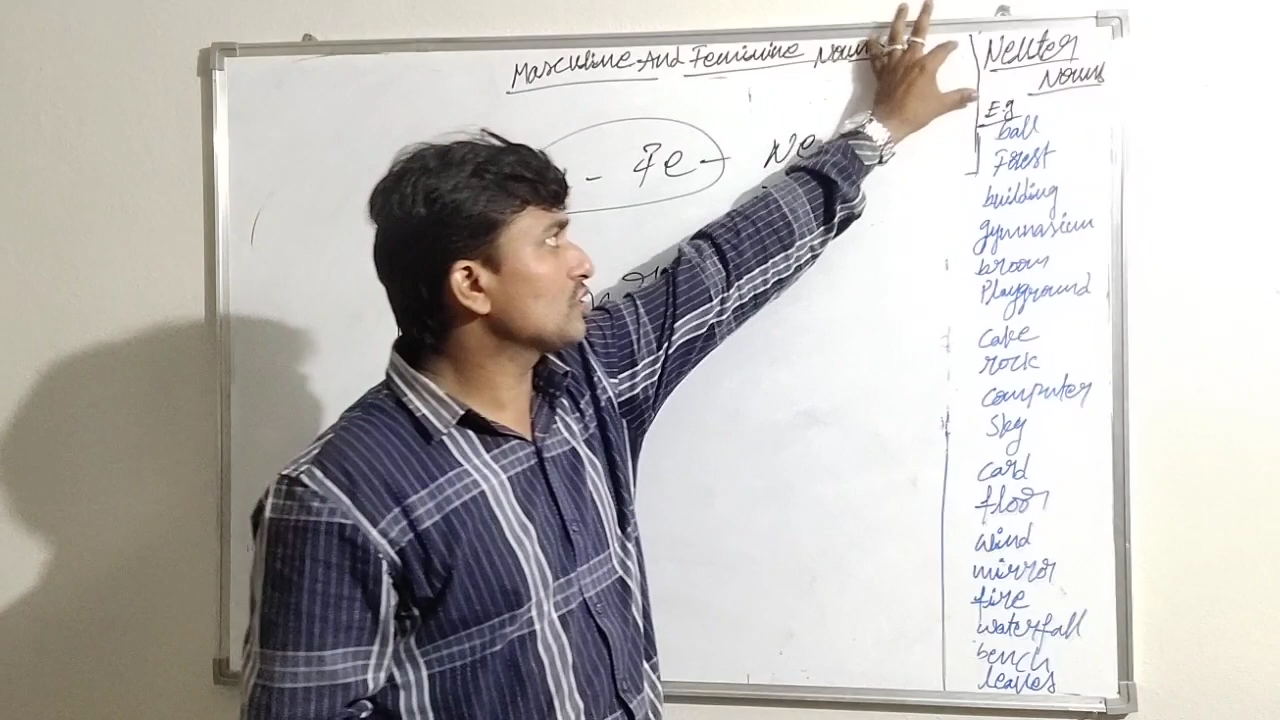 Masculine And Feminine Noun
- Fe - Ne
Neuter
Nouns
E.g
ball
Forest
building
gymnasium
broom
Playground
cake
rock
computer
Sky
card
floor
wind
mirror
fire
waterfall
bench
leaves